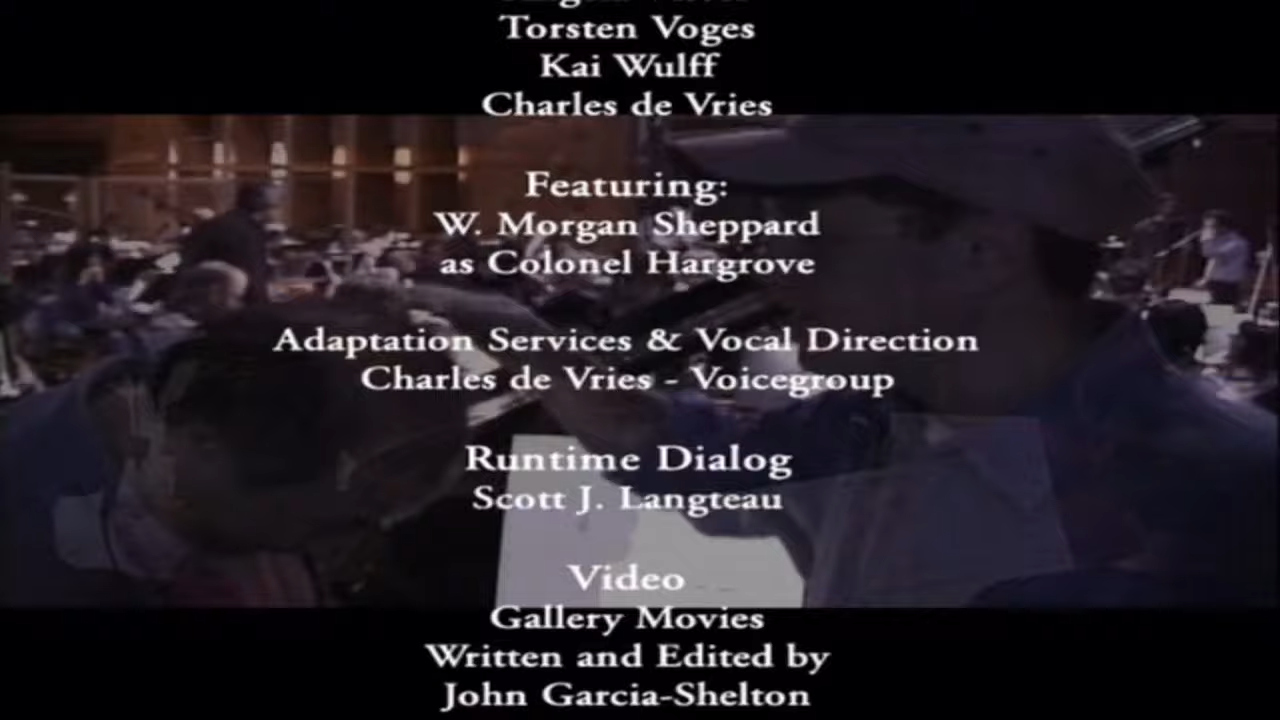 Torsten Voges
Kai Wulff
Charles de Vries
Featuring:
W. Morgan Sheppard
as Colonel Hargrove
Adaptation Services & Vocal Direction
Charles de Vries - Voicegroup
Runtime Dialog
Scott J. Langteau
Video
Gallery Movies
Written and Edited by
John Garcia-Shelton